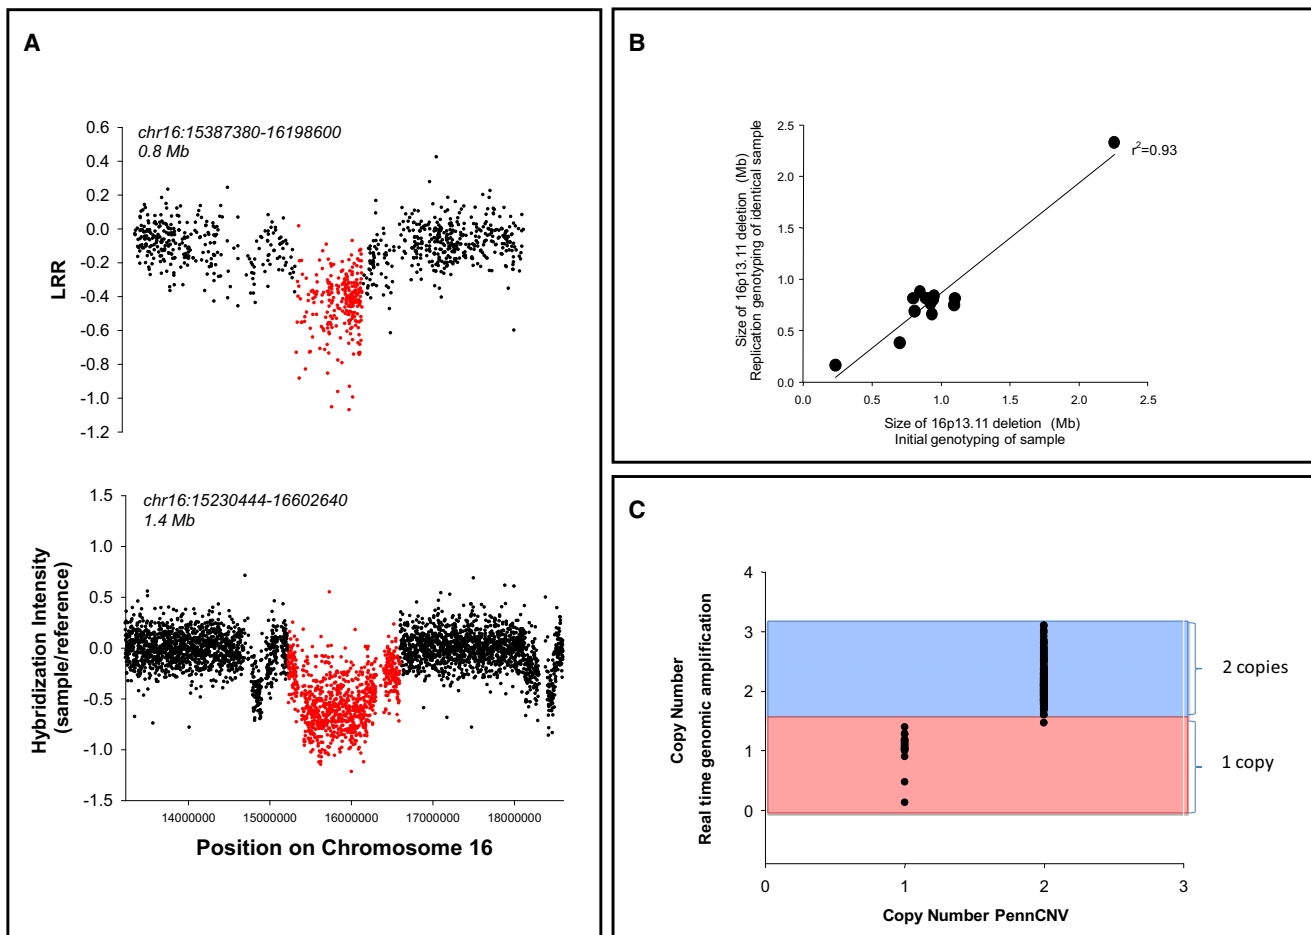 A
chr16:15387380-16198600
0.8 Mb
0.6
0.4
0.2
0.0
-0.2
-0.4
-0.6
-0.8
-1.0
-1.2
LRR
chr16:15230444-16602640
1.4 Mb
1.5
1.0
0.5
0.0
-0.5
-1.0
-1.5
Hybridization Intensity
(sample/reference)
14000000 15000000 16000000 17000000 18000000
Position on Chromosome 16
B
2.5
2.0
1.5
1.0
0.5
0.0
Size of 16p13.11 deletion (Mb)
Replication genotyping of identical sample
r²=0.93
0.0 0.5 1.0 1.5 2.0 2.5
Size of 16p13.11 deletion (Mb)
Initial genotyping of sample
C
4
3
2
1
0
Copy Number
Real time genomic amplification
2 copies
1 copy
0 1 2 3
Copy Number PennCNV